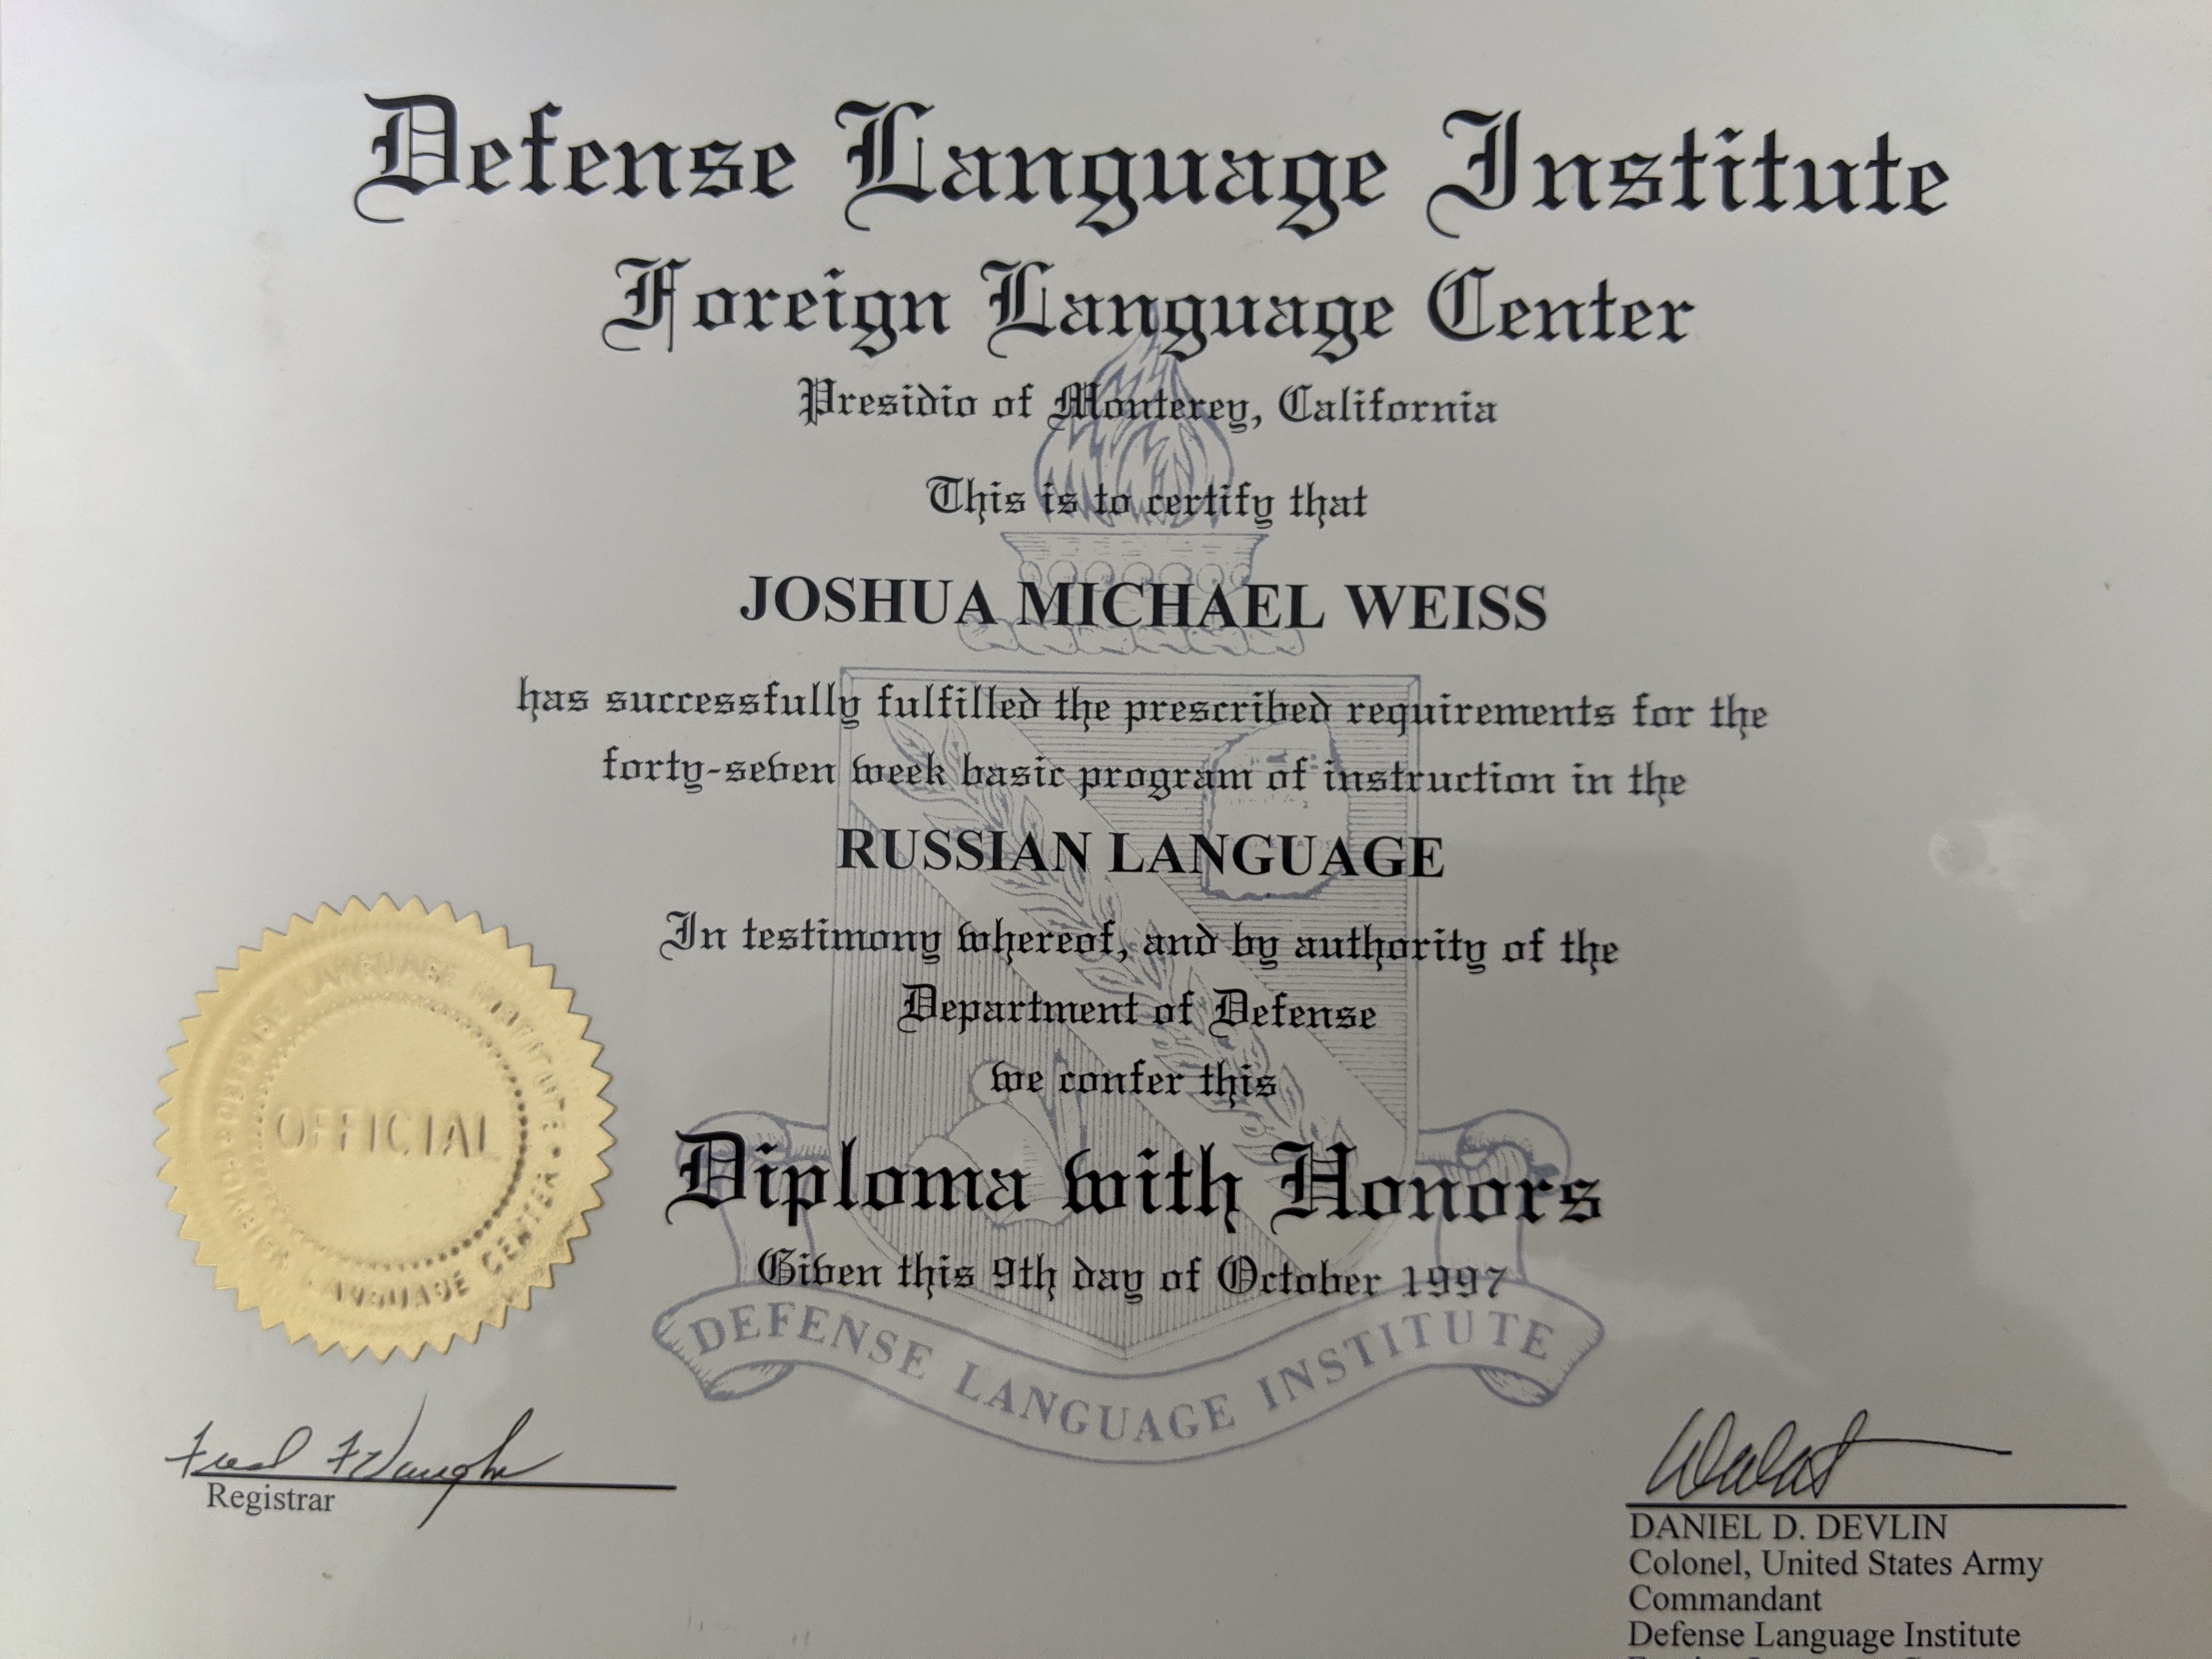 Defense Language Institute
Foreign Language Center
Presidio of Monterey, California
This is to certify that
JOSHUA MICHAEL WEISS
has successfully fulfilled the prescribed requirements for the
forty-seven week basic program of instruction in the
RUSSIAN LANGUAGE
In testimony whereof, and by authority of the
Department of Defense
we confer this
Diploma with Honors
Given this 9th day of October 1997
DEFENSE LANGUAGE INSTITUTE
DEFENSE LANGUAGE INSTITUTE • FOREIGN LANGUAGE CENTER •
OFFICIAL
Registrar
DANIEL D. DEVLIN
Colonel, United States Army
Commandant
Defense Language Institute